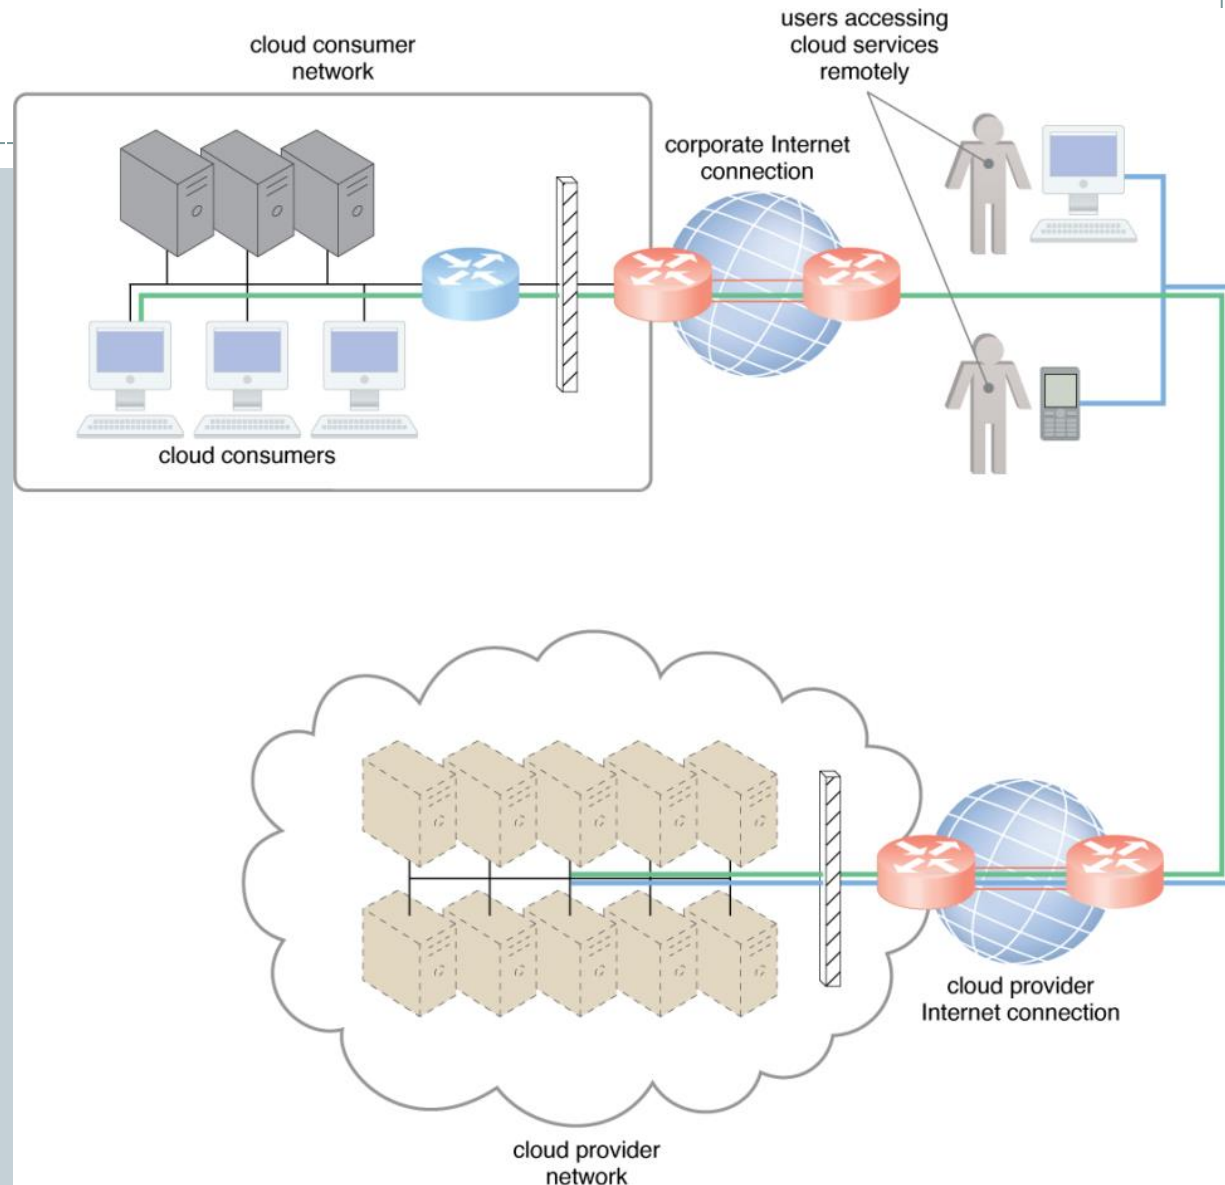 cloud consumer
network
users accessing
cloud services
remotely
corporate Internet
connection
cloud consumers
cloud provider
Internet connection
cloud provider
network